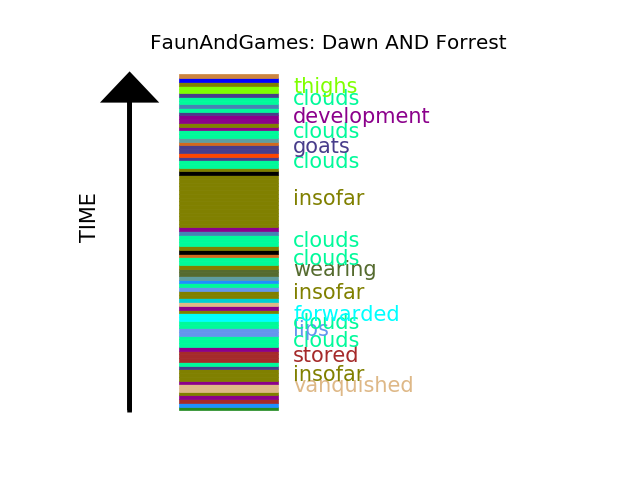 FaunAndGames: Dawn AND Forrest
thighs
clouds
development
clouds
goats
clouds
insofar
clouds
clouds
wearing
insofar
forwarded
clouds
lips
clouds
stored
insofar
vanquished
TIME